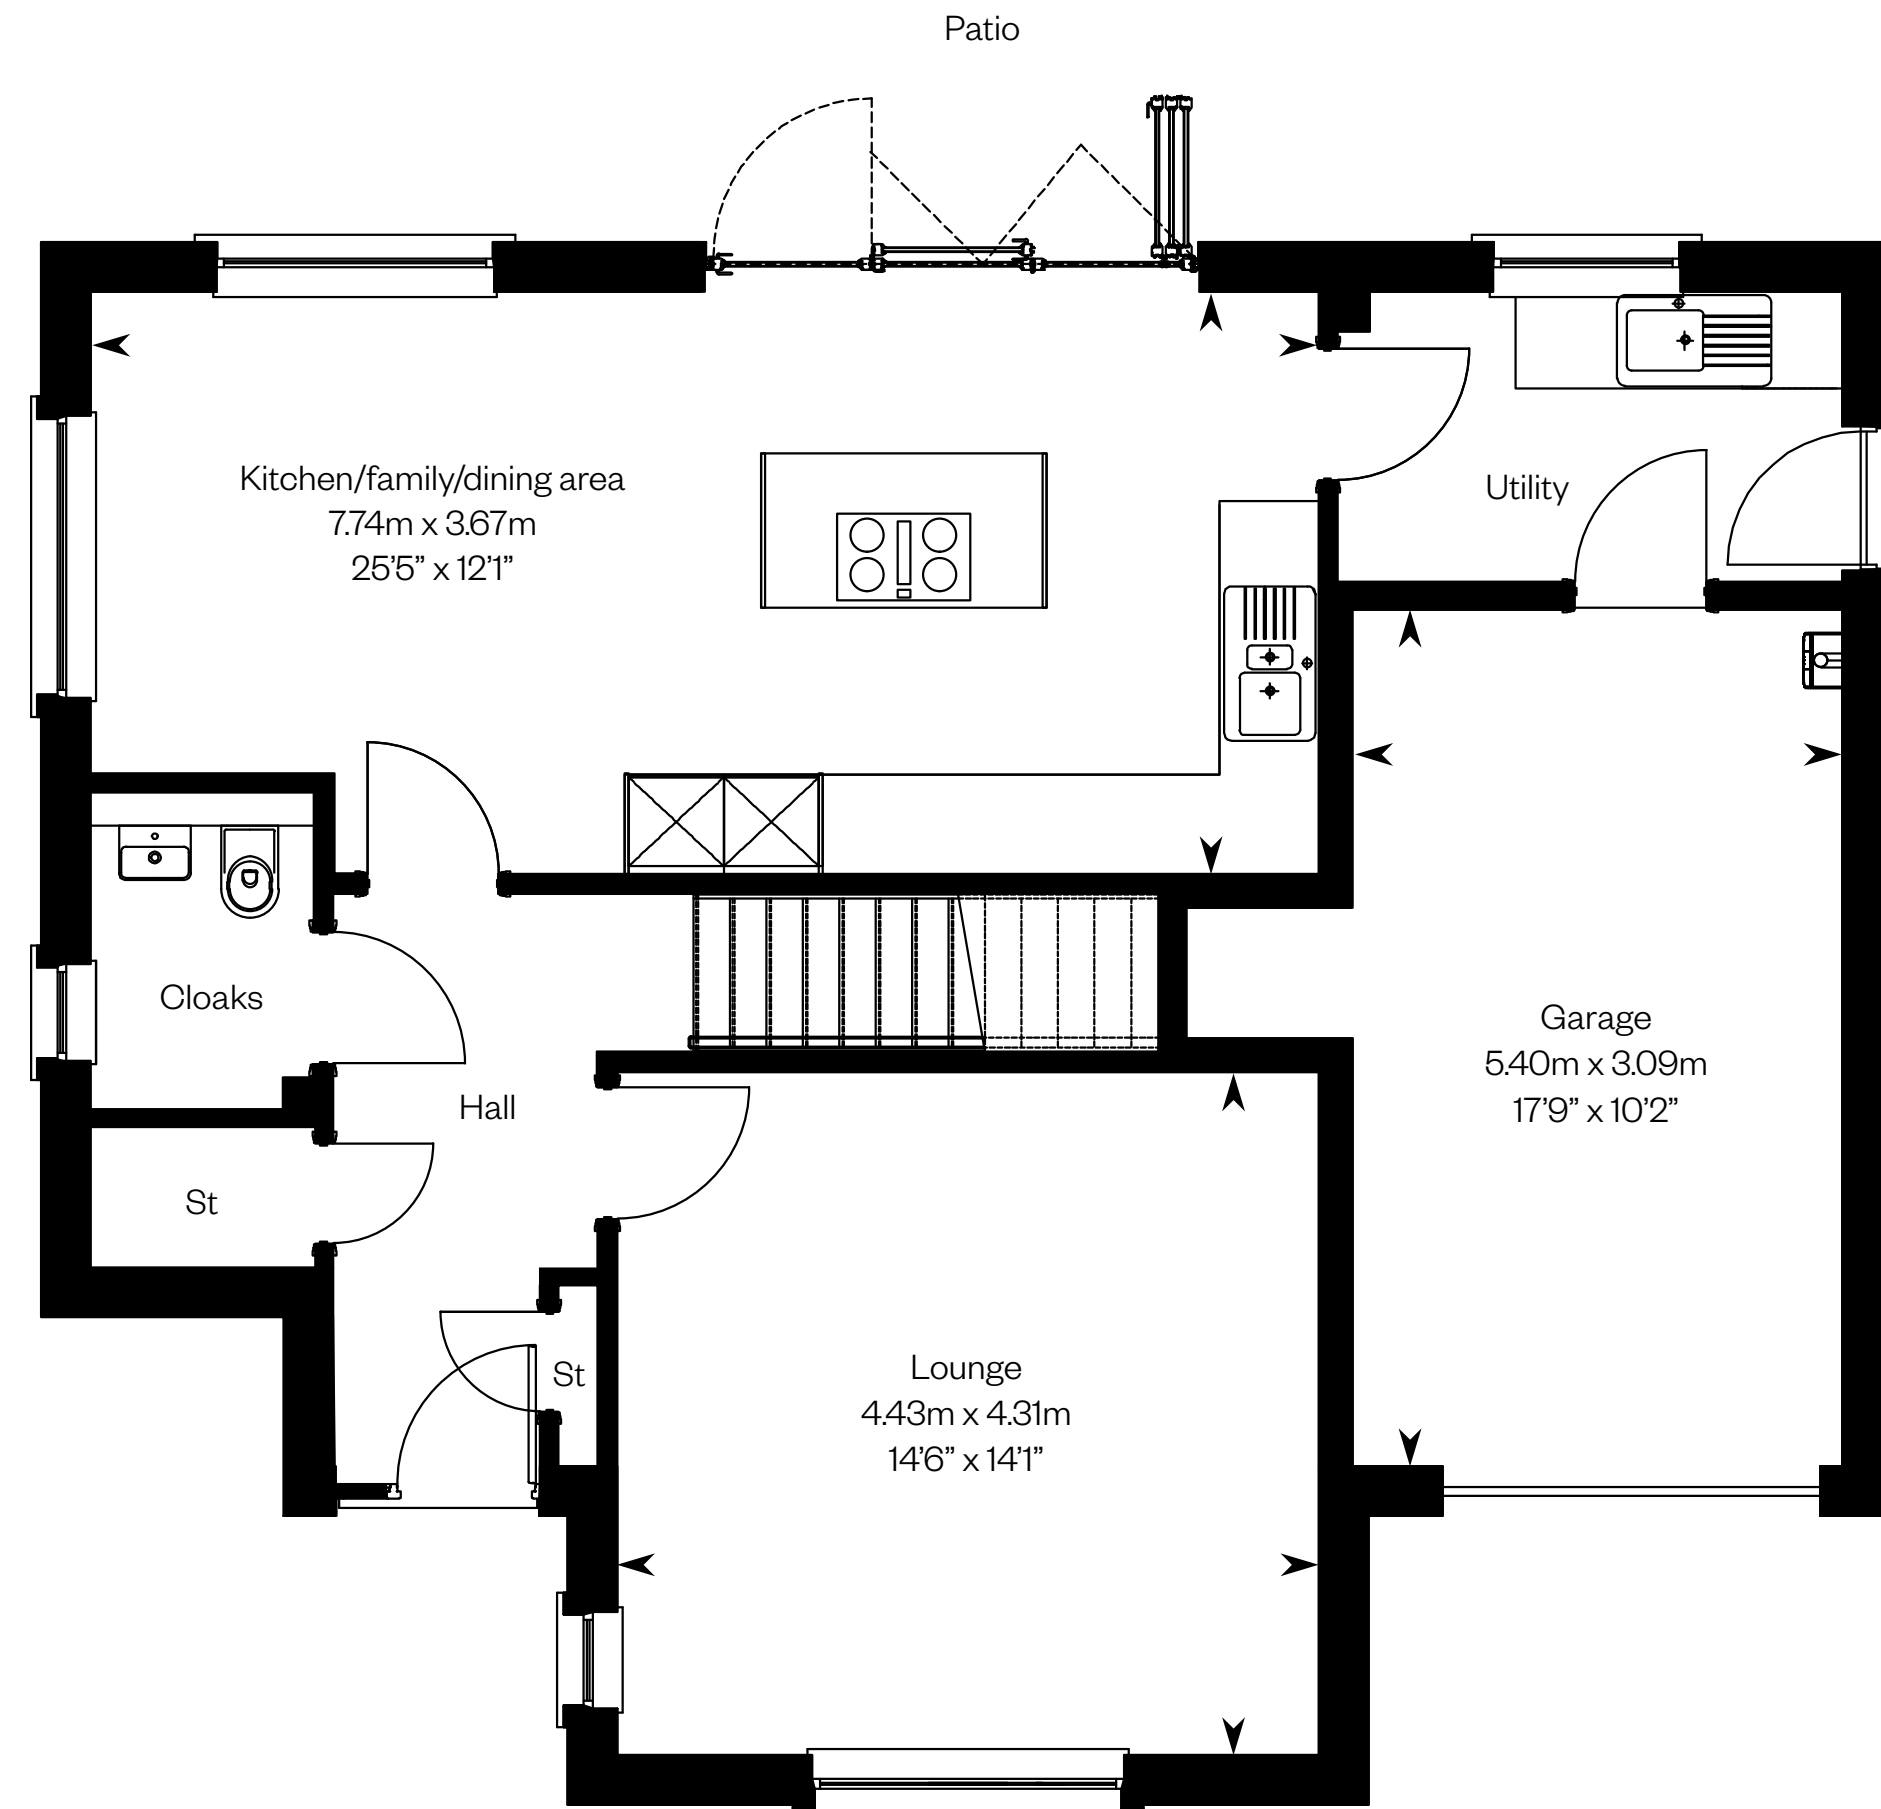 Patio
Kitchen/family/dining area
7.74m x 3.67m
25’5” x 12’1”
Utility
Cloaks
Hall
St
St
Lounge
4.43m x 4.31m
14’6” x 14’1”
Garage
5.40m x 3.09m
17’9” x 10’2”